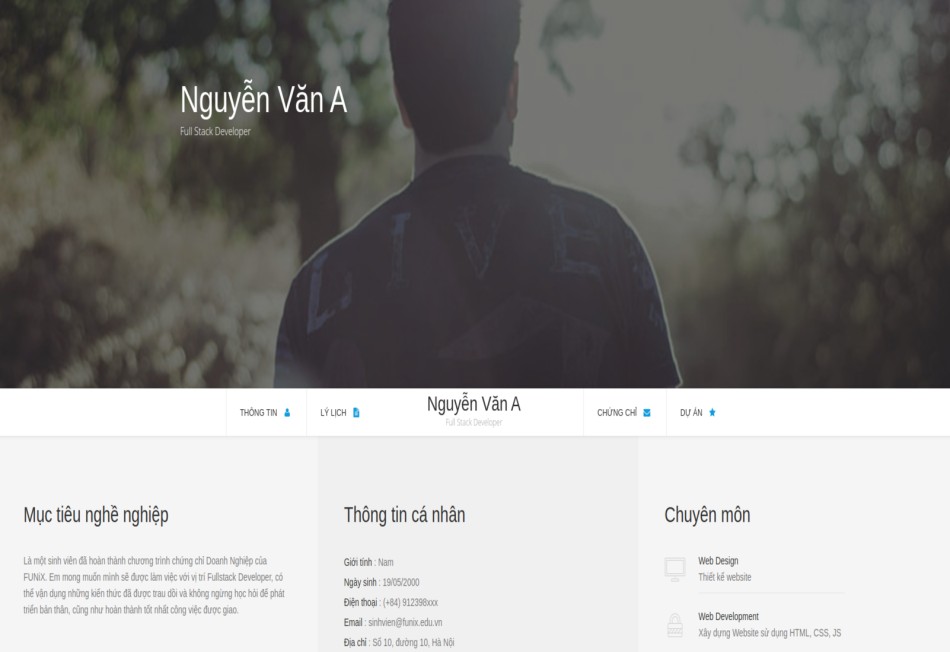 Nguyễn Văn A
Full Stack Developer
LIVE
THÔNG TIN
LÝ LỊCH
Nguyễn Văn A
Full Stack Developer
CHỨNG CHỈ
DỰ ÁN
Mục tiêu nghề nghiệp
Là một sinh viên đã hoàn thành chương trình chứng chỉ Doanh Nghiệp của
FUNiX. Em mong muốn mình sẽ được làm việc với vị trí Fullstack Developer, có
thể vận dụng những kiến thức đã được trau dồi và không ngừng học hỏi để phát
triển bản thân, cũng như hoàn thành tốt nhất công việc được giao.
Thông tin cá nhân
Giới tính : Nam
Ngày sinh : 19/05/2000
Điện thoại : (+84) 912398xxx
Email : sinhvien@funix.edu.vn
Địa chỉ : Số 10, đường 10, Hà Nội
Chuyên môn
Web Design
Thiết kế website
Web Development
Xây dựng Website sử dụng HTML, CSS, JS